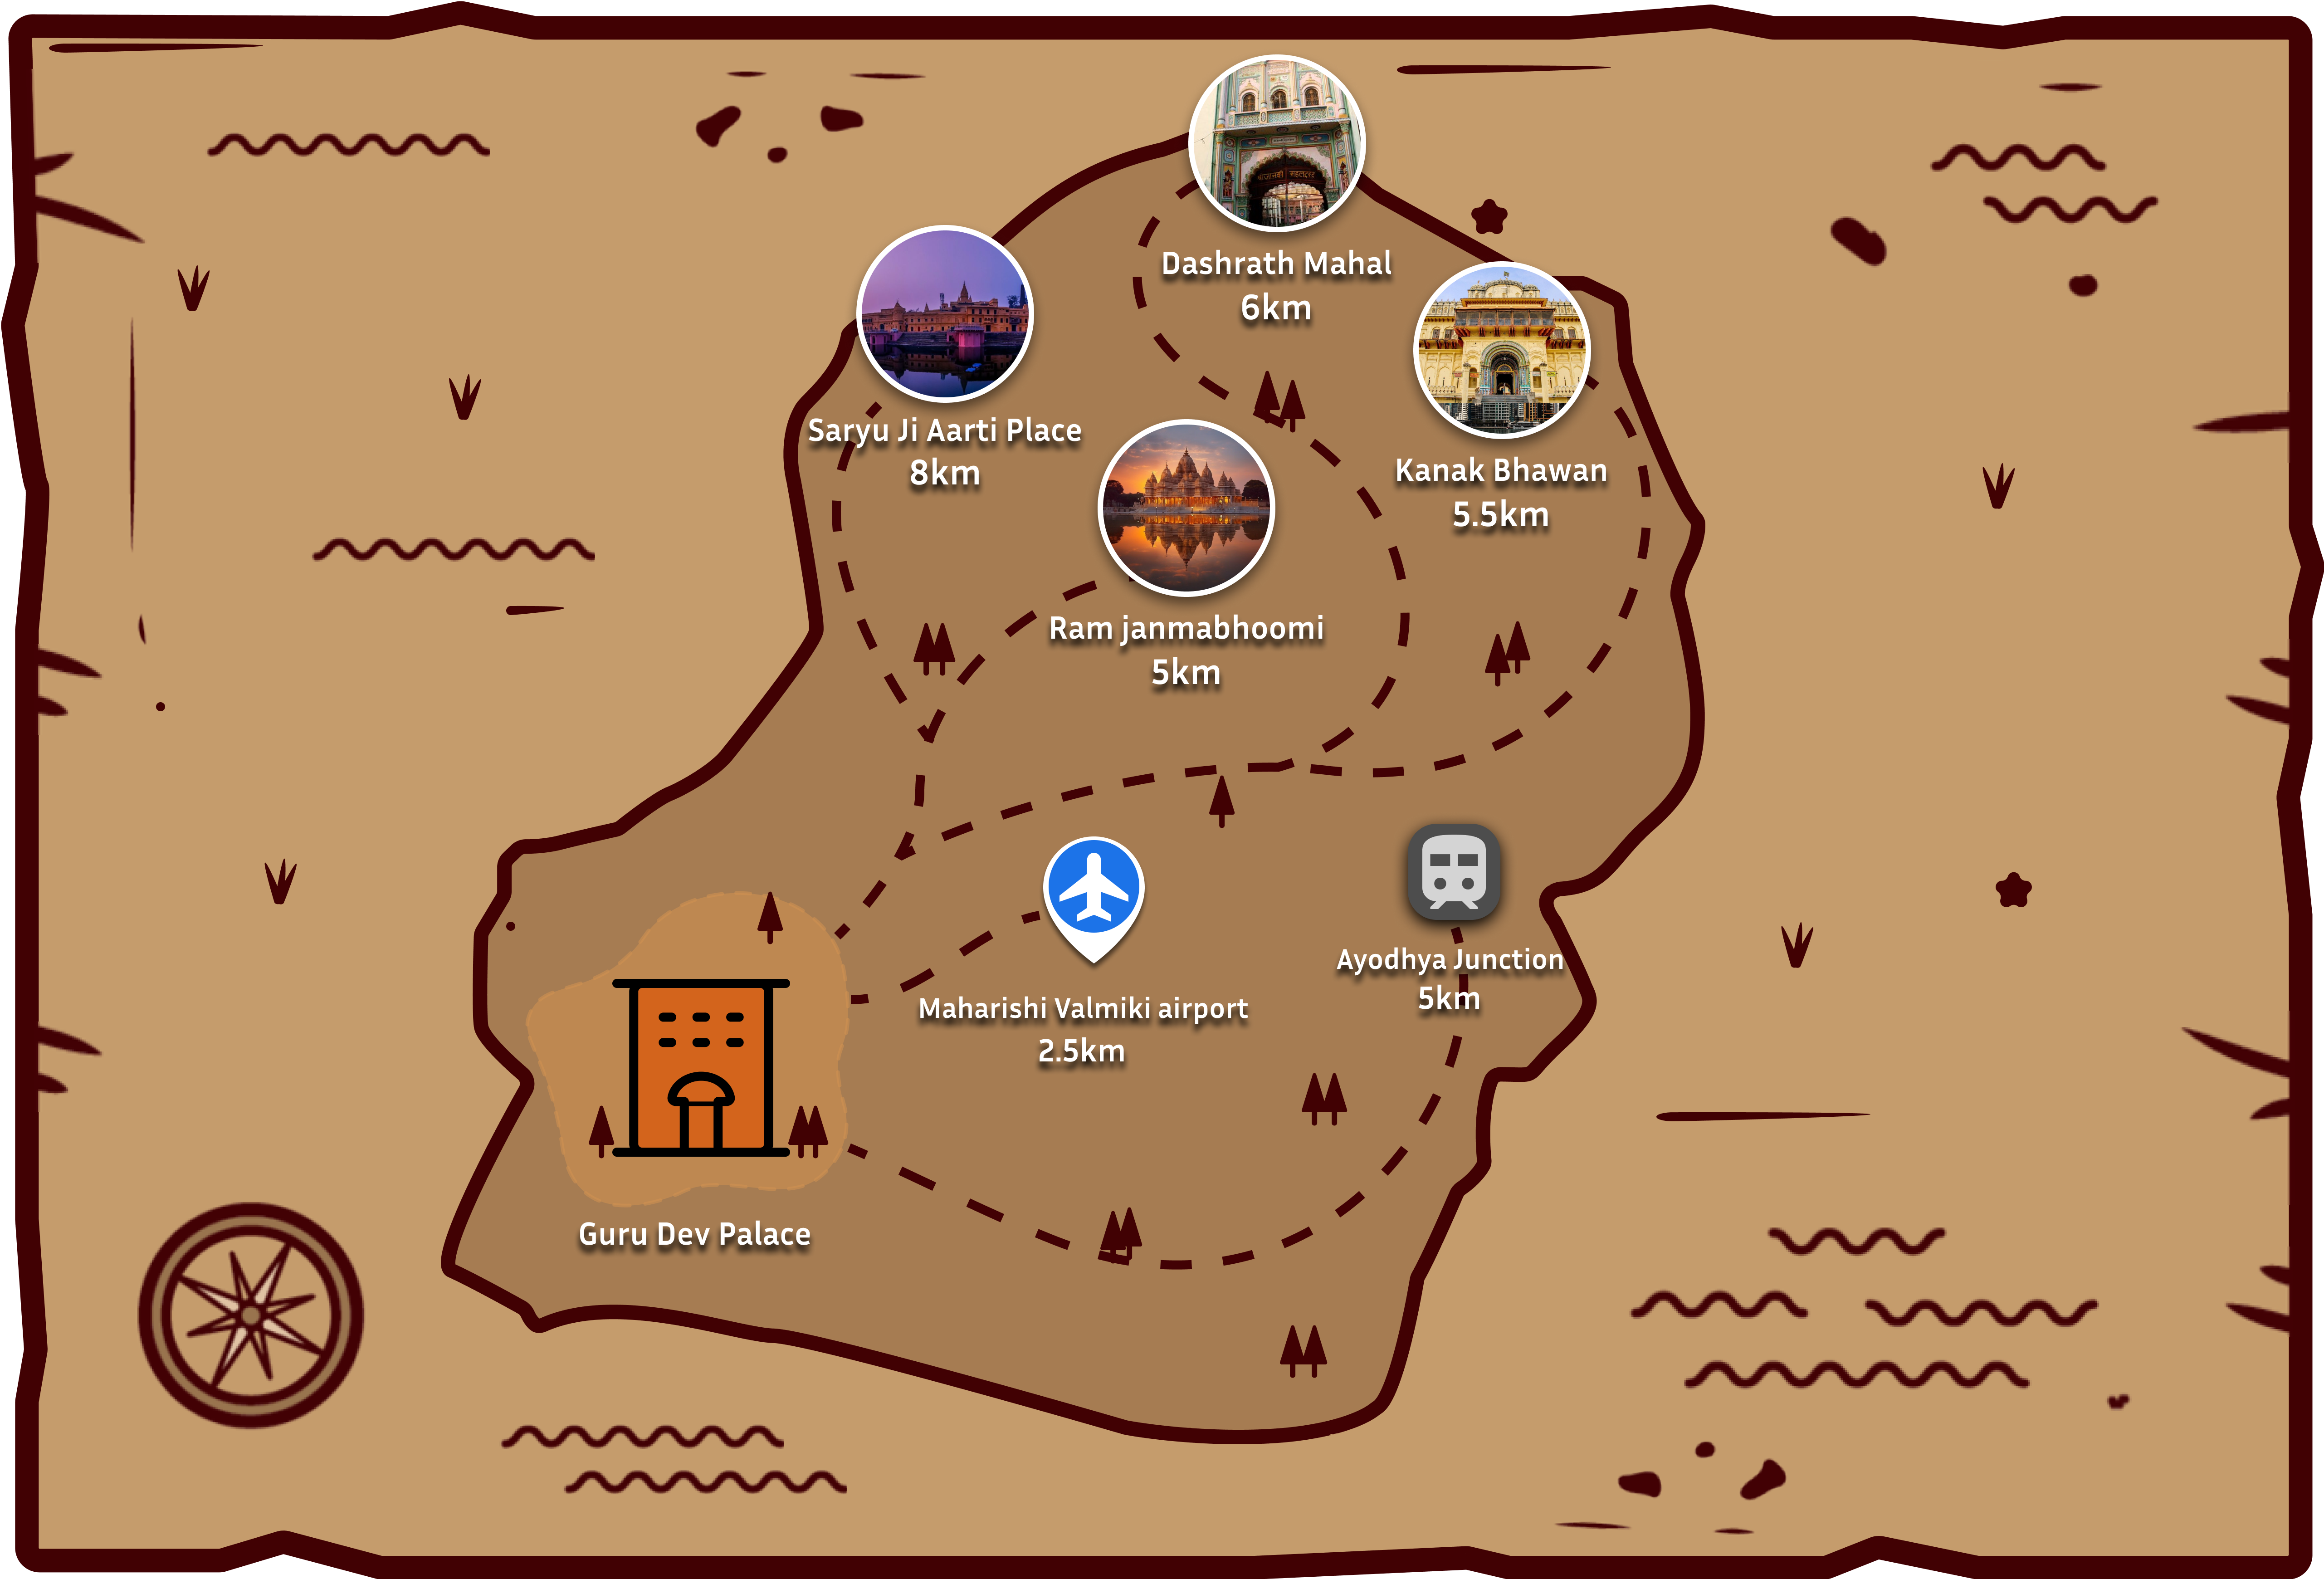 Dashrath Mahal
6km
Saryu Ji Aarti Place
8km
Kanak Bhawan
5.5km
Ram janmabhoomi
5km
Maharishi Valmiki airport
2.5km
Ayodhya Junction
5km
Guru Dev Palace